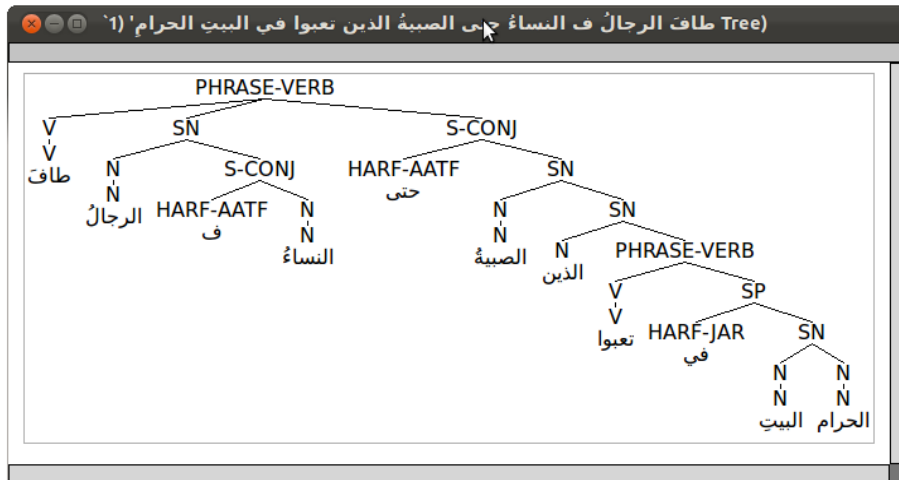 Tree) طافَ الرجالُ ف النساءُ حتى الصبيةُ الذين تعبوا في البيتِ الحرامِ' (1`
PHRASE-VERB
V SN S-CONJ
V N S-CONJ HARF-AATF SN
طافَ N HARF-AATF N حتى N SN
الرجالُ ف N N N PHRASE-VERB
النساءُ الصبيةُ الذين V SP
V HARF-JAR SN
تعبوا في N N
N N
البيتِ الحرام